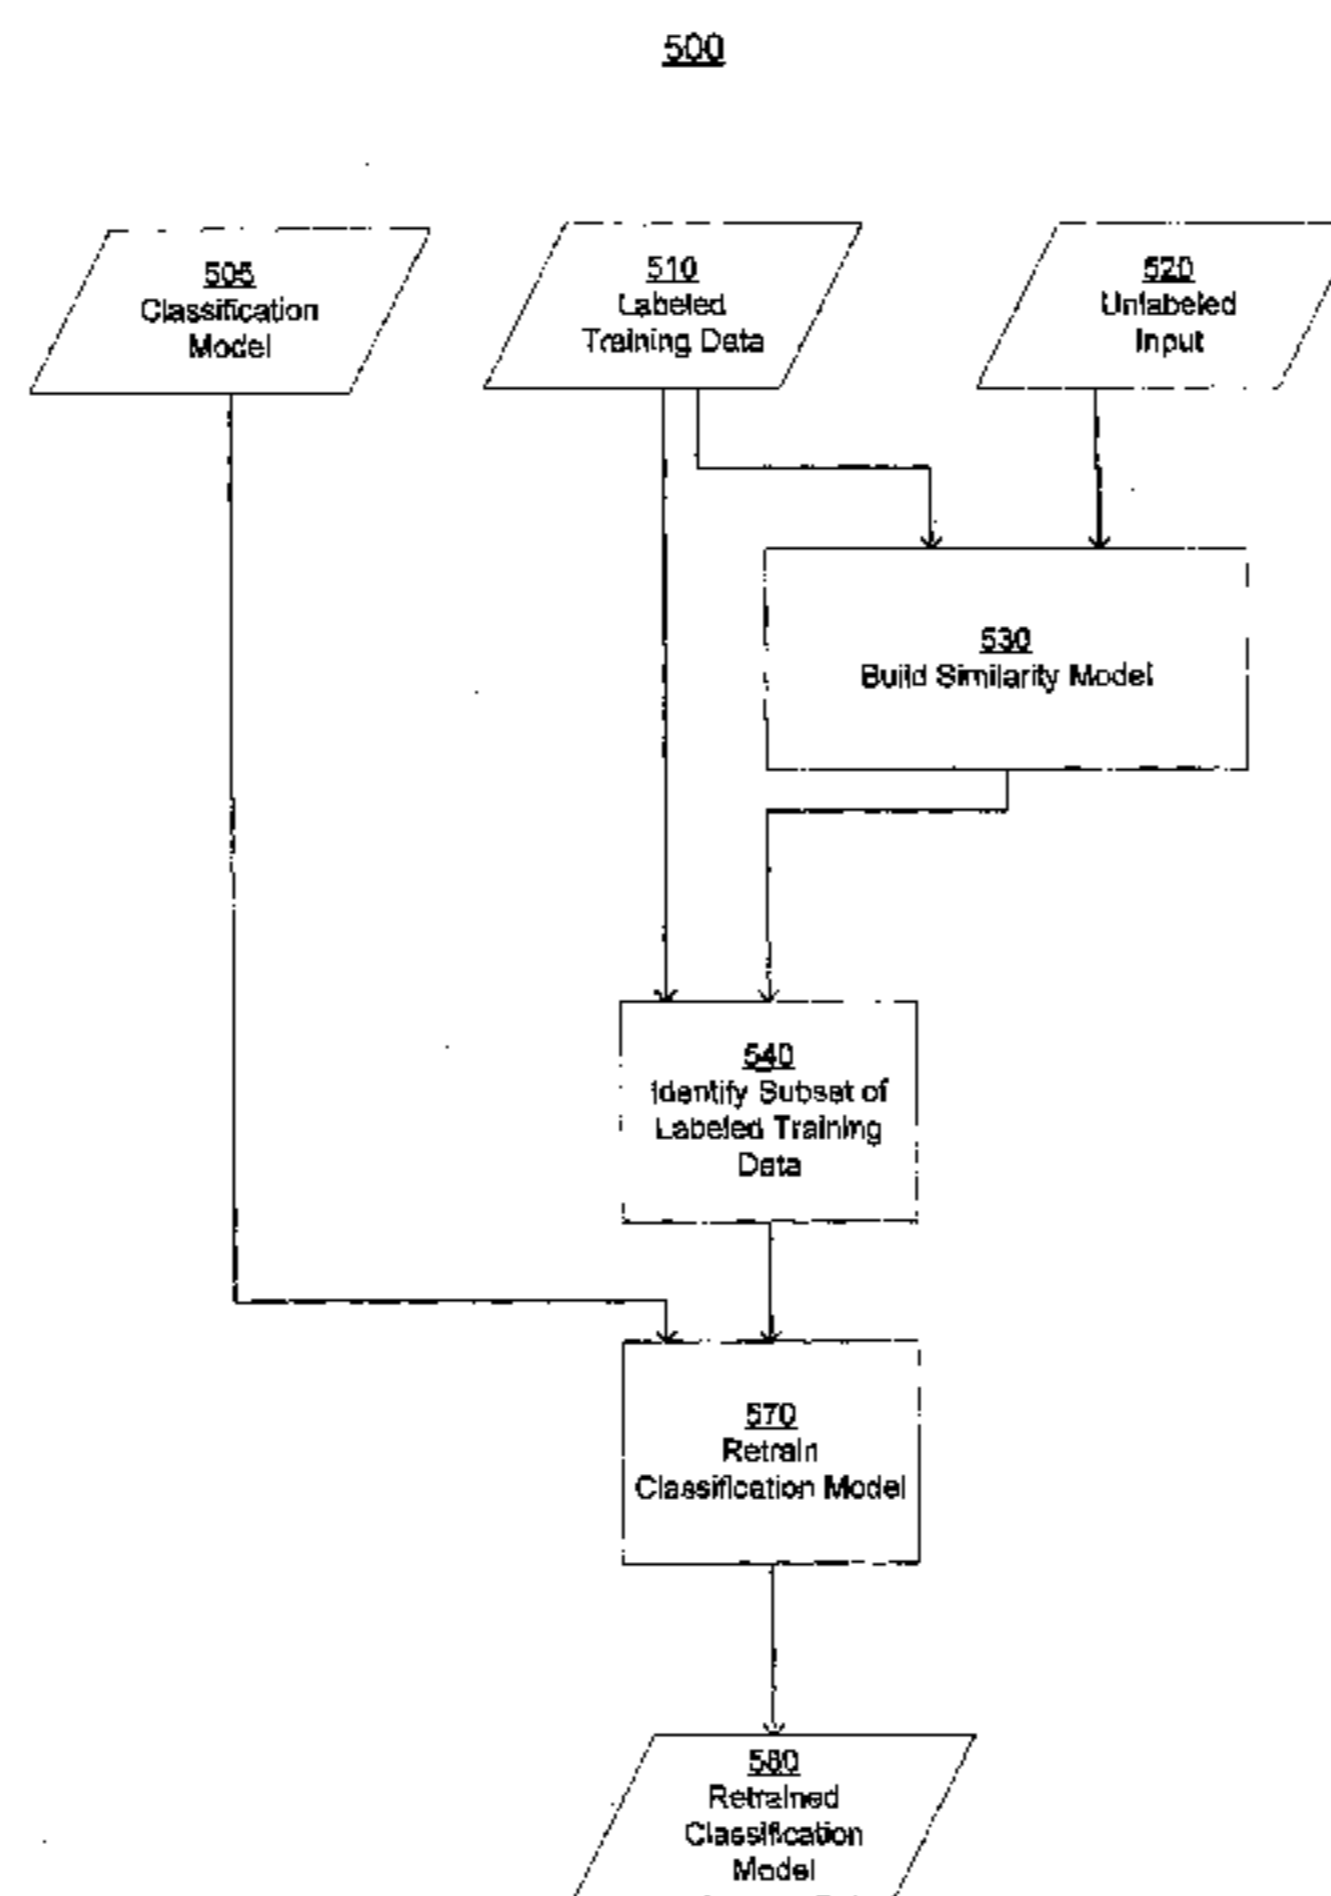 500
505
Classification
Model
510
Labeled
Training Data
520
Unlabeled
Input
530
Build Similarity Model
540
Identify Subset of
Labeled Training
Data
570
Retrain
Classification Model
580
Retrained
Classification
Model